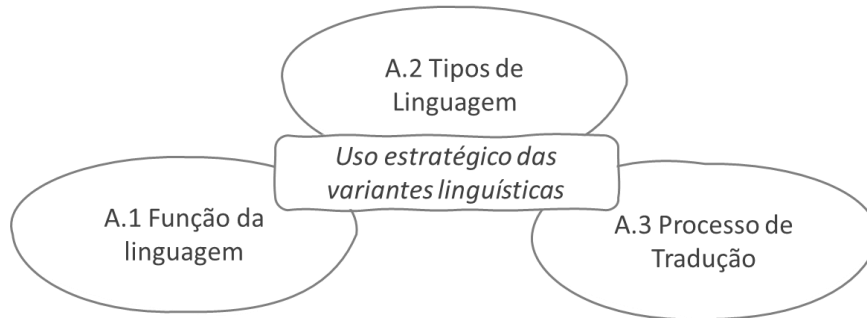 A.2 Tipos de
Linguagem
Uso estratégico das
variantes linguísticas
A.1 Função da
linguagem
A.3 Processo de
Tradução